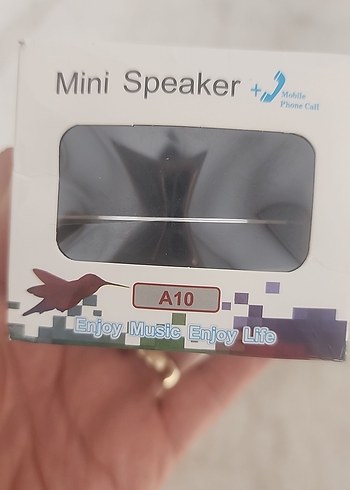 Mini Speaker +
Mobile
Phone Call
A10
Enjoy Music Enjoy Life